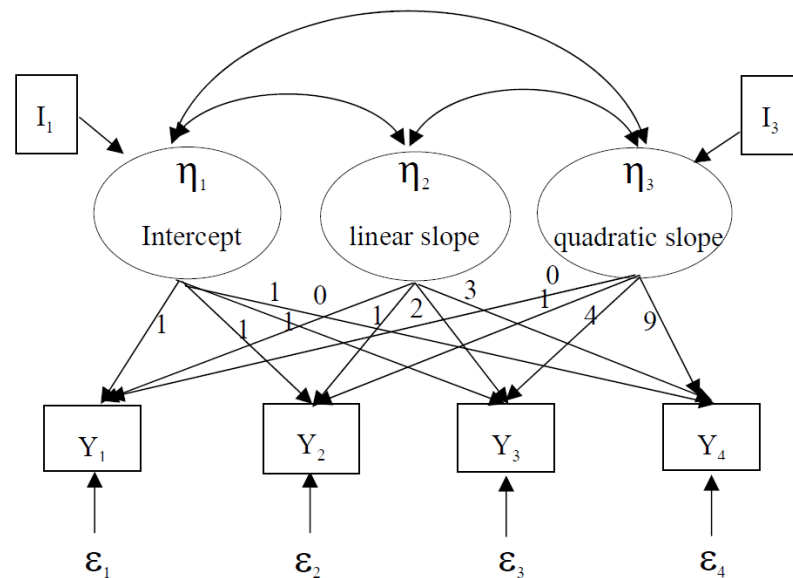 I₁
I₃
η₁
η₂
η₃
Intercept
linear slope
quadratic slope
1
0
3
0
1
1
1
1
2
1
4
9
Y₁
Y₂
Y₃
Y₄
ε₁
ε₂
ε₃
ε₄